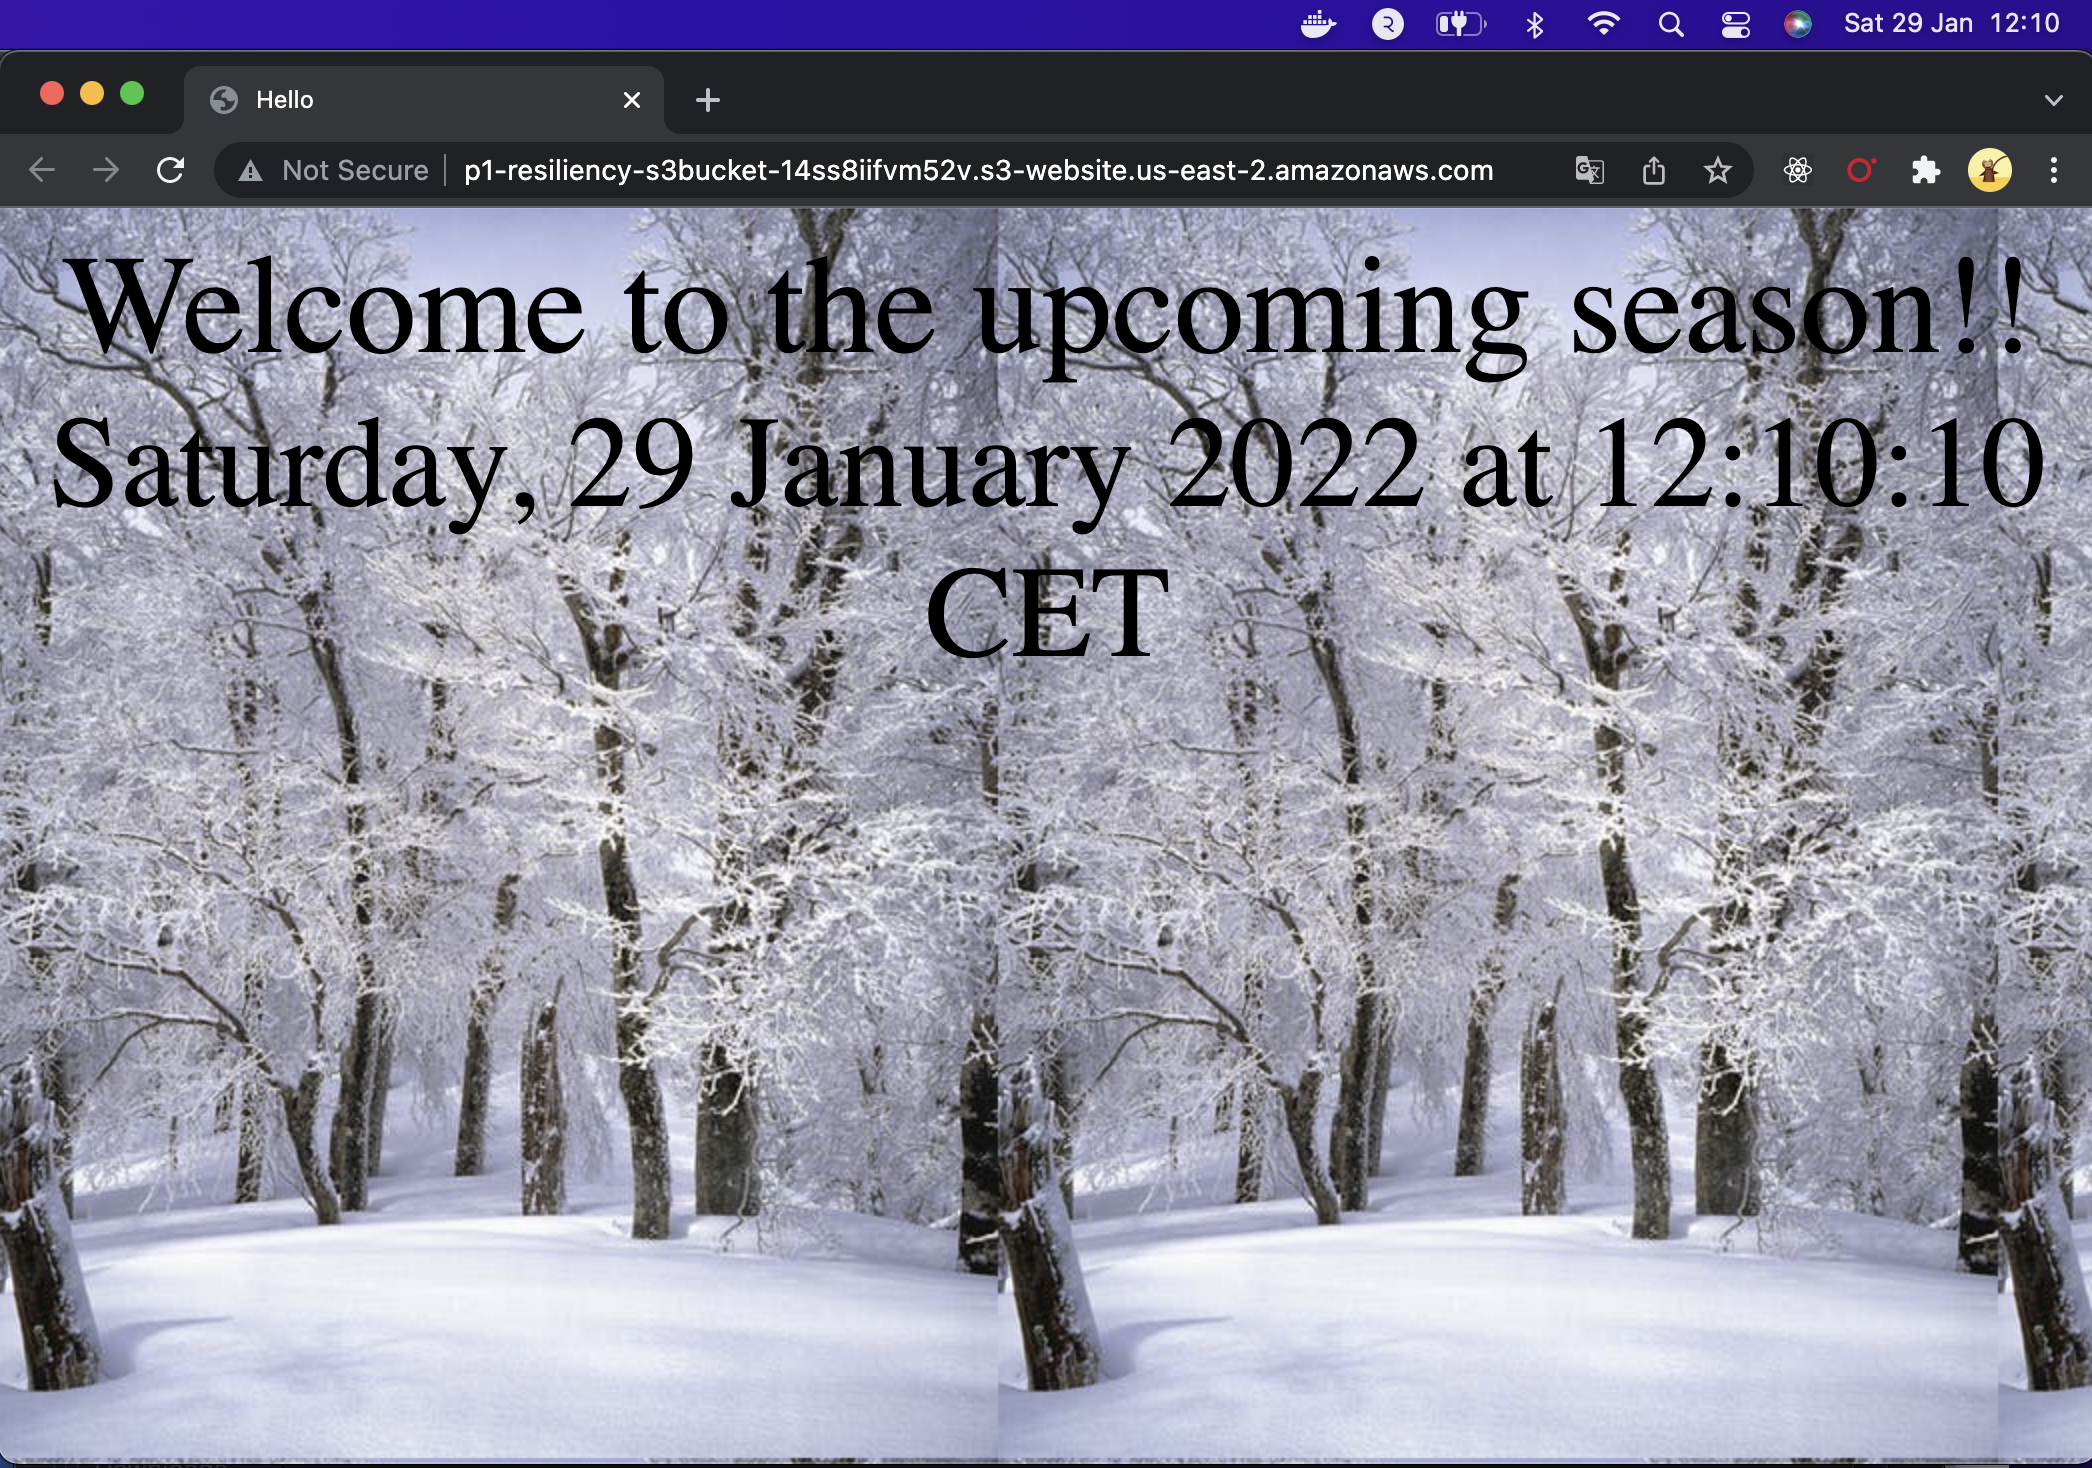 Sat 29 Jan 12:10
Hello
Not Secure p1-resiliency-s3bucket-14ss8iifvm52v.s3-website.us-east-2.amazonaws.com
Welcome to the upcoming season!!
Saturday, 29 January 2022 at 12:10:10
CET